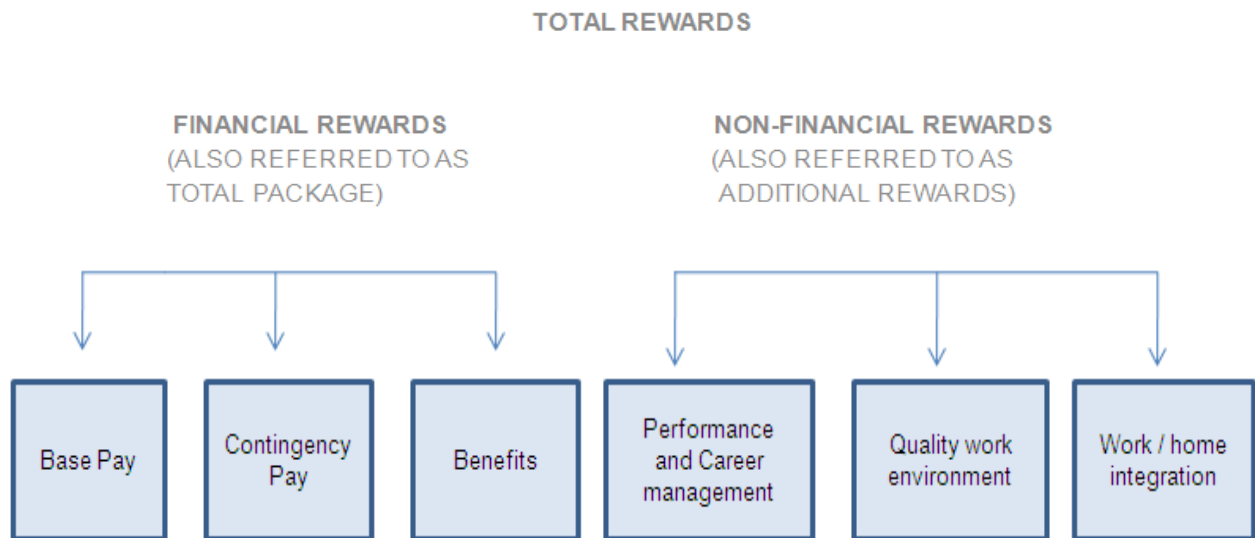 TOTAL REWARDS
FINANCIAL REWARDS
(ALSO REFERRED TO AS
TOTAL PACKAGE)
NON-FINANCIAL REWARDS
(ALSO REFERRED TO AS
ADDITIONAL REWARDS)
Base Pay
Contingency
Pay
Benefits
Performance
and Career
management
Quality work
environment
Work / home
integration